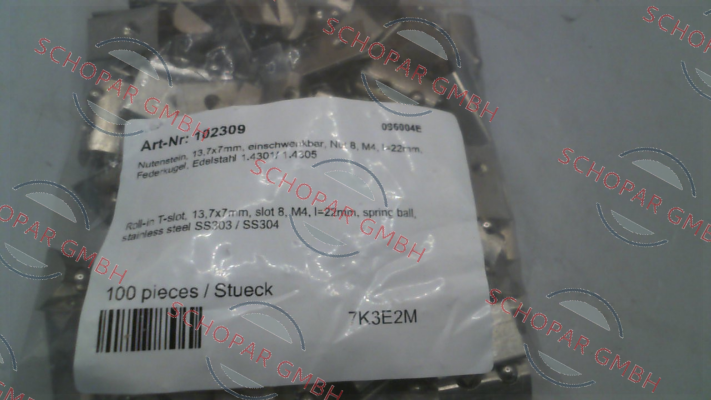 Art-Nr: 102309
096004E
Nutenstein, 13,7x7mm, einschwenkbar, Nut 8, M4, l=22mm,
Federkugel, Edelstahl 1.4301/ 1.4305
Roll-in T-slot, 13,7x7mm, slot 8, M4, l=22mm, spring ball,
stainless steel SS303 / SS304
100 pieces / Stueck
7K3E2M
SCHOPAR GMBH
SCHOPAR GMBH
SCHOPAR GMBH
SCHOPAR GMBH
SCHOPAR GMBH
SCHOPAR GMBH
SCHOPAR GMBH